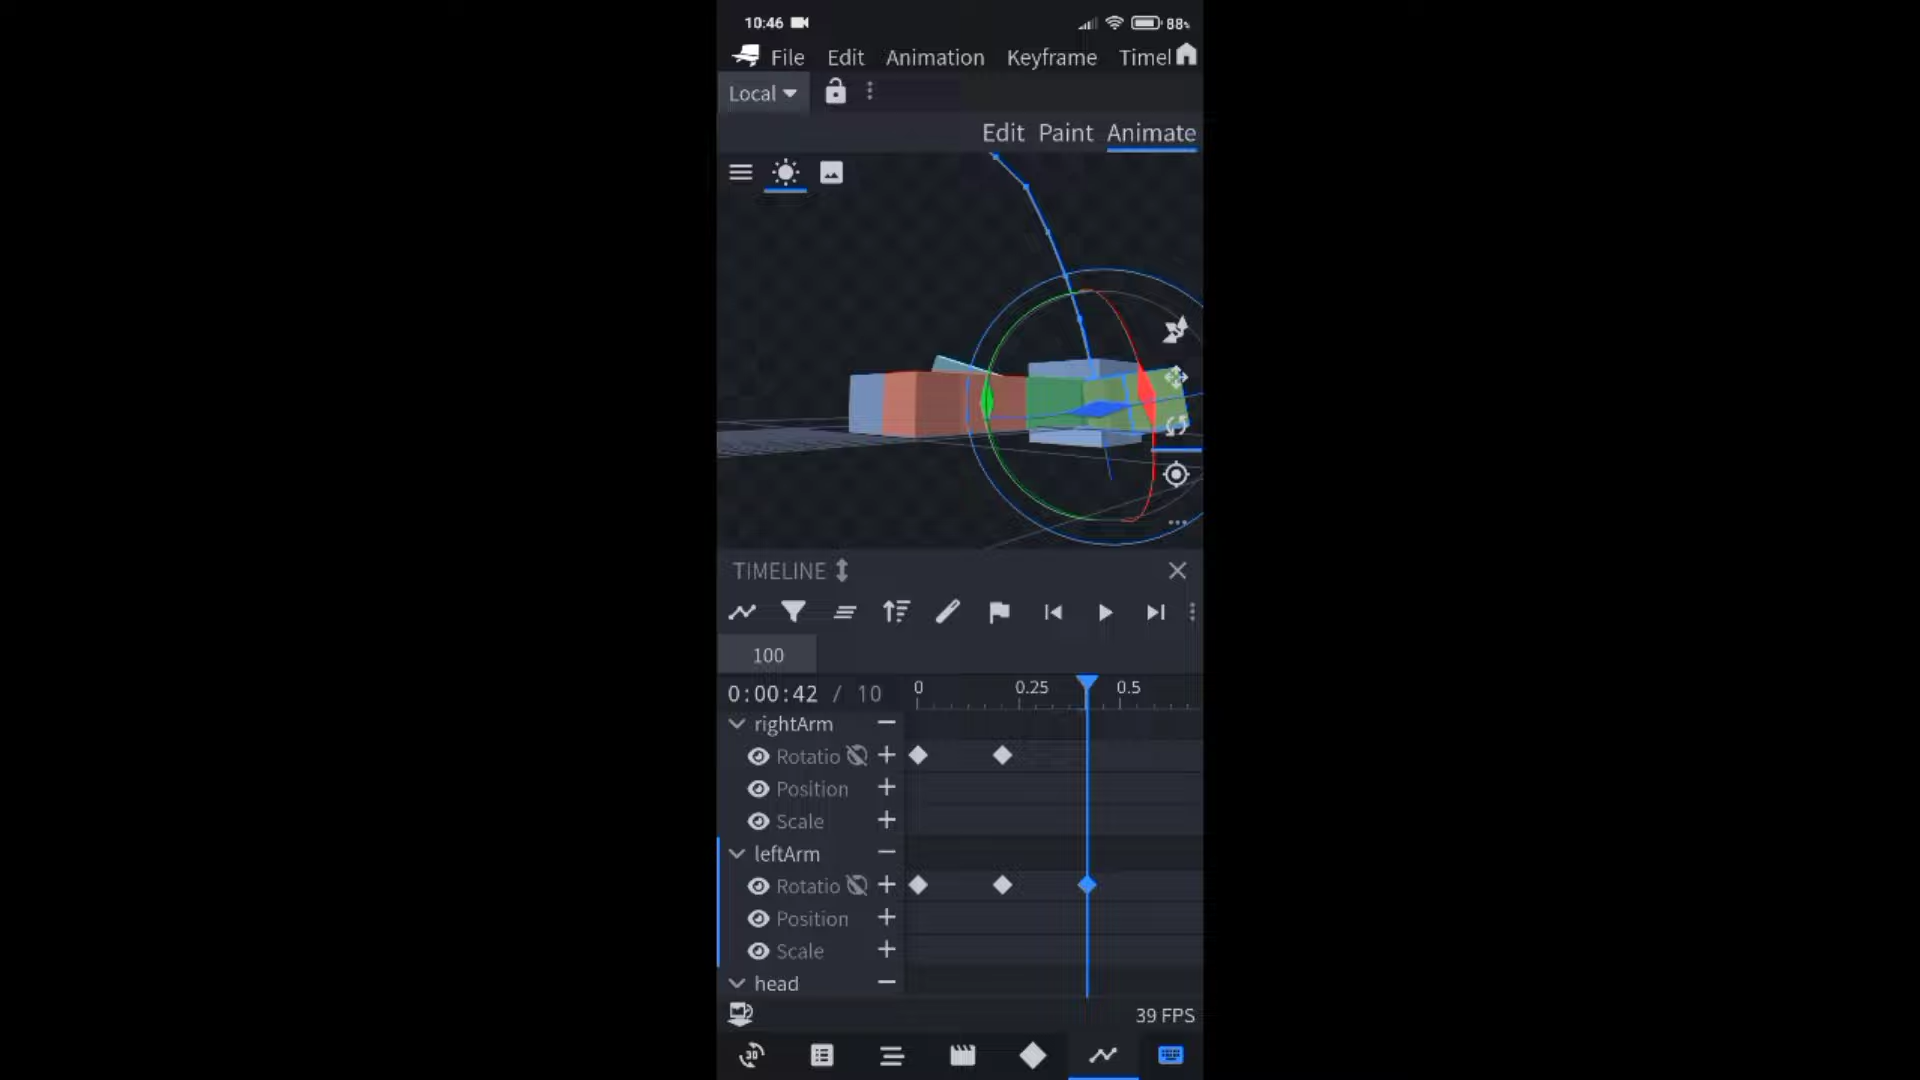 10:46 88%
File Edit Animation Keyframe Timel
Local
Edit Paint Animate
TIMELINE
100
0:00:42 / 10 0 0.25 0.5
rightArm
Rotatio
Position
Scale
leftArm
Rotatio
Position
Scale
head
39 FPS
3D